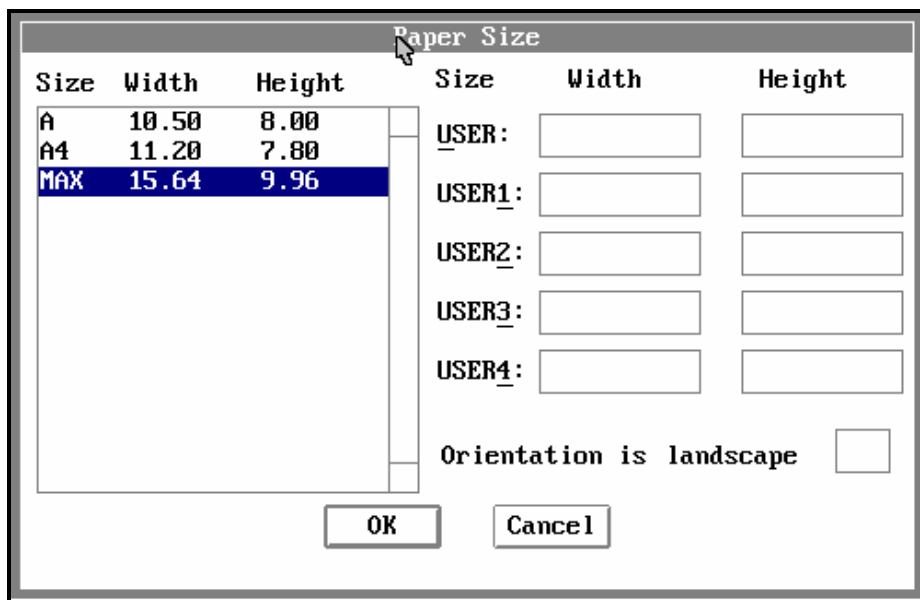 Paper Size
Size Width Height
A 10.50 8.00
A4 11.20 7.80
MAX 15.64 9.96
Size Width Height
USER:
USER1:
USER2:
USER3:
USER4:
Orientation is landscape
OK Cancel